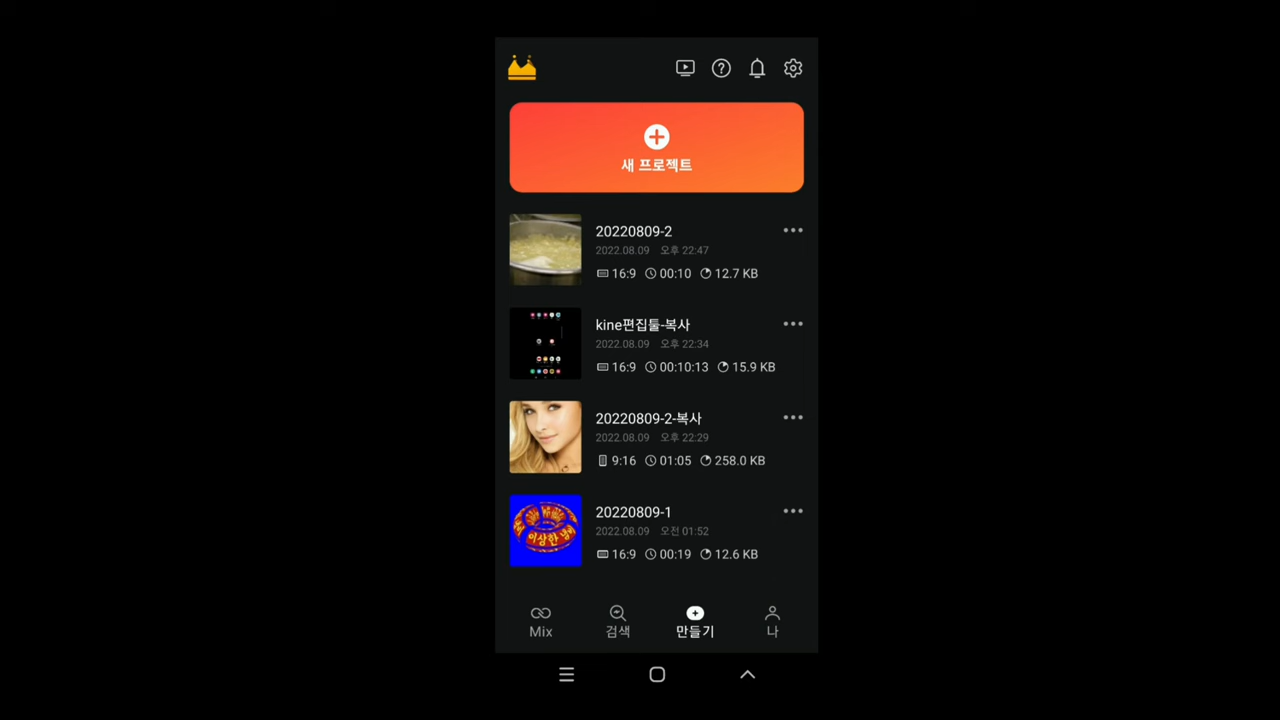 새 프로젝트
20220809-2
2022.08.09 오후 22:47
16:9 00:10 12.7 KB
kine편집툴-복사
2022.08.09 오후 22:34
16:9 00:10:13 15.9 KB
20220809-2-복사
2022.08.09 오후 22:29
9:16 01:05 258.0 KB
이상한
20220809-1
2022.08.09 오전 01:52
16:9 00:19 12.6 KB
Mix 검색 만들기 나